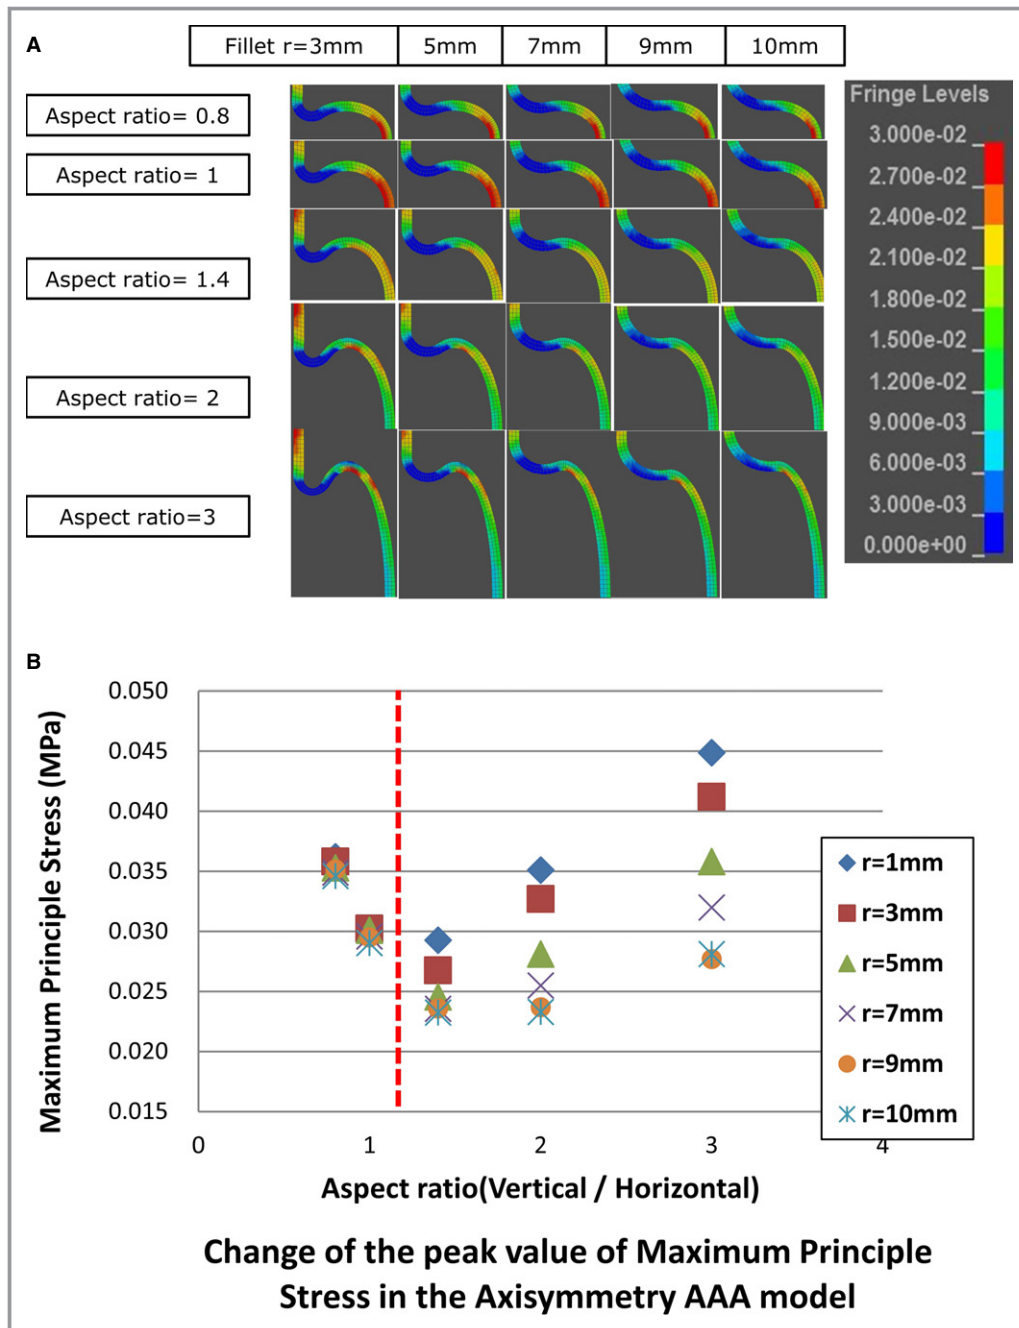 A
Fillet r=3mm 5mm 7mm 9mm 10mm
Aspect ratio= 0.8
Aspect ratio= 1
Aspect ratio= 1.4
Aspect ratio= 2
Aspect ratio=3
Fringe Levels
3.000e-02
2.700e-02
2.400e-02
2.100e-02
1.800e-02
1.500e-02
1.200e-02
9.000e-03
6.000e-03
3.000e-03
0.000e+00
B
Maximum Principle Stress (MPa)
0.050
0.045
0.040
0.035
0.030
0.025
0.020
0.015
0 1 2 3 4
r=1mm
r=3mm
r=5mm
r=7mm
r=9mm
r=10mm
Aspect ratio(Vertical / Horizontal)
Change of the peak value of Maximum Principle
Stress in the Axisymmetry AAA model